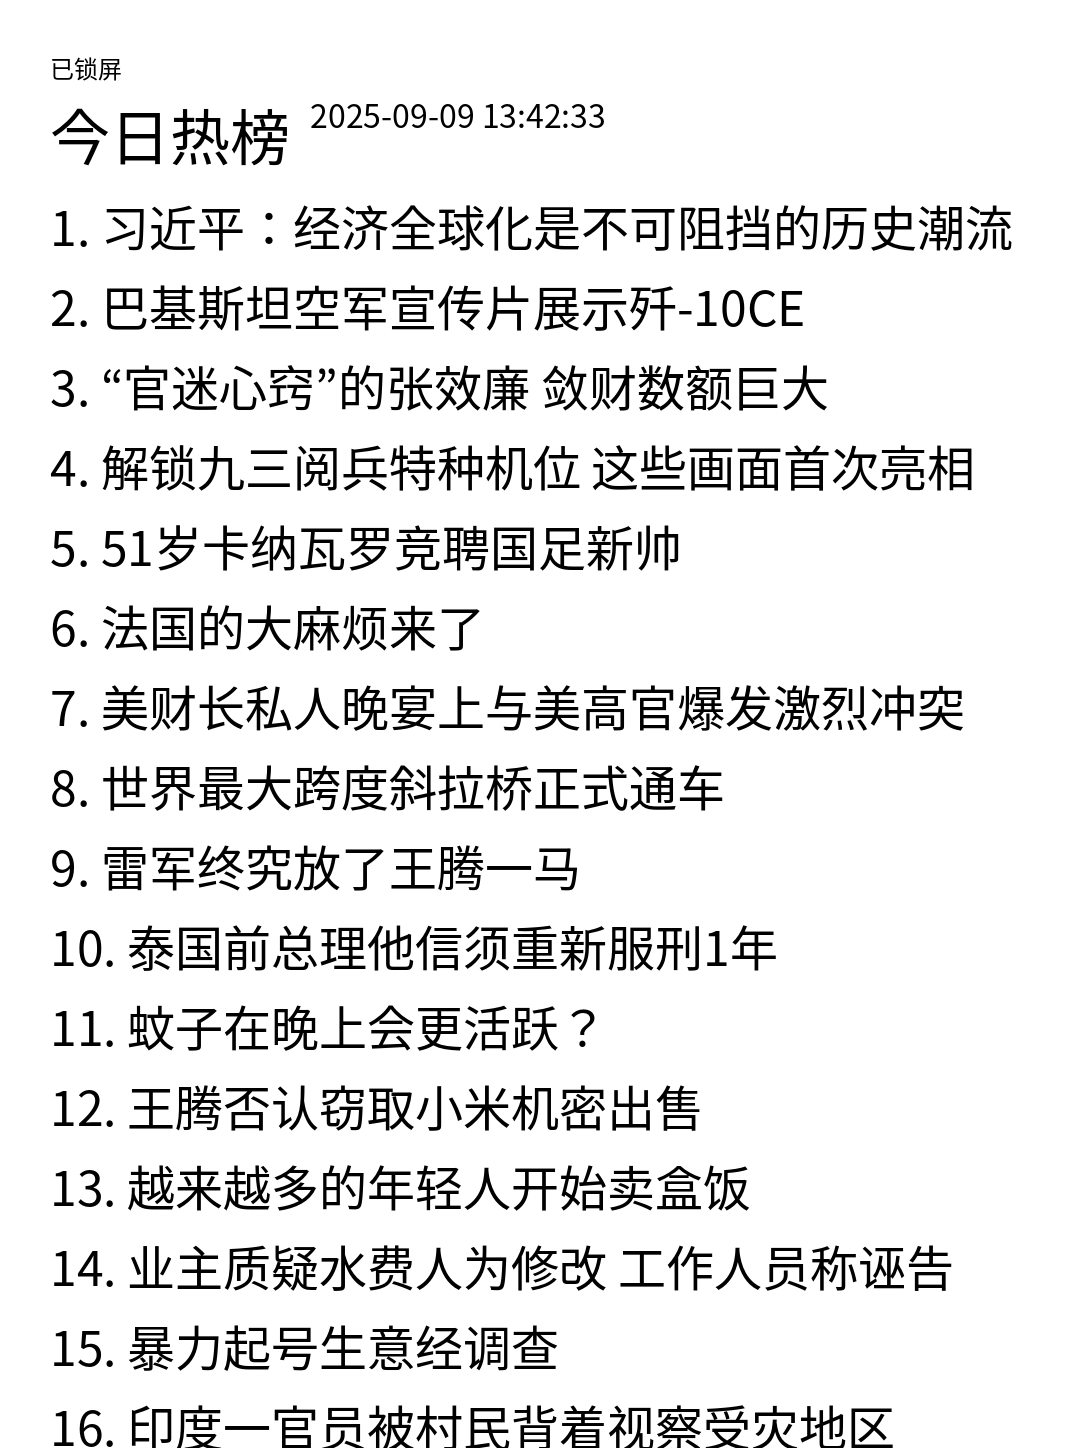 已锁屏
今日热榜 2025-09-09 13:42:33
1. 习近平：经济全球化是不可阻挡的历史潮流
2. 巴基斯坦空军宣传片展示歼-10CE
3. “官迷心窍”的张效廉 敛财数额巨大
4. 解锁九三阅兵特种机位 这些画面首次亮相
5. 51岁卡纳瓦罗竞聘国足新帅
6. 法国的大麻烦来了
7. 美财长私人晚宴上与美高官爆发激烈冲突
8. 世界最大跨度斜拉桥正式通车
9. 雷军终究放了王腾一马
10. 泰国前总理他信须重新服刑1年
11. 蚊子在晚上会更活跃？
12. 王腾否认窃取小米机密出售
13. 越来越多的年轻人开始卖盒饭
14. 业主质疑水费人为修改 工作人员称诬告
15. 暴力起号生意经调查
16. 印度一官员被村民背着视察受灾地区